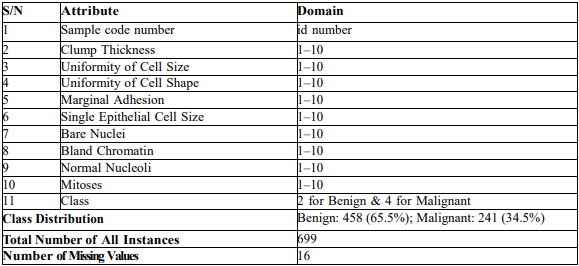 S/N Attribute Domain
1 Sample code number id number
2 Clump Thickness 1–10
3 Uniformity of Cell Size 1–10
4 Uniformity of Cell Shape 1–10
5 Marginal Adhesion 1–10
6 Single Epithelial Cell Size 1–10
7 Bare Nuclei 1–10
8 Bland Chromatin 1–10
9 Normal Nucleoli 1–10
10 Mitoses 1–10
11 Class 2 for Benign & 4 for Malignant
Class Distribution Benign: 458 (65.5%); Malignant: 241 (34.5%)
Total Number of All Instances 699
Number of Missing Values 16